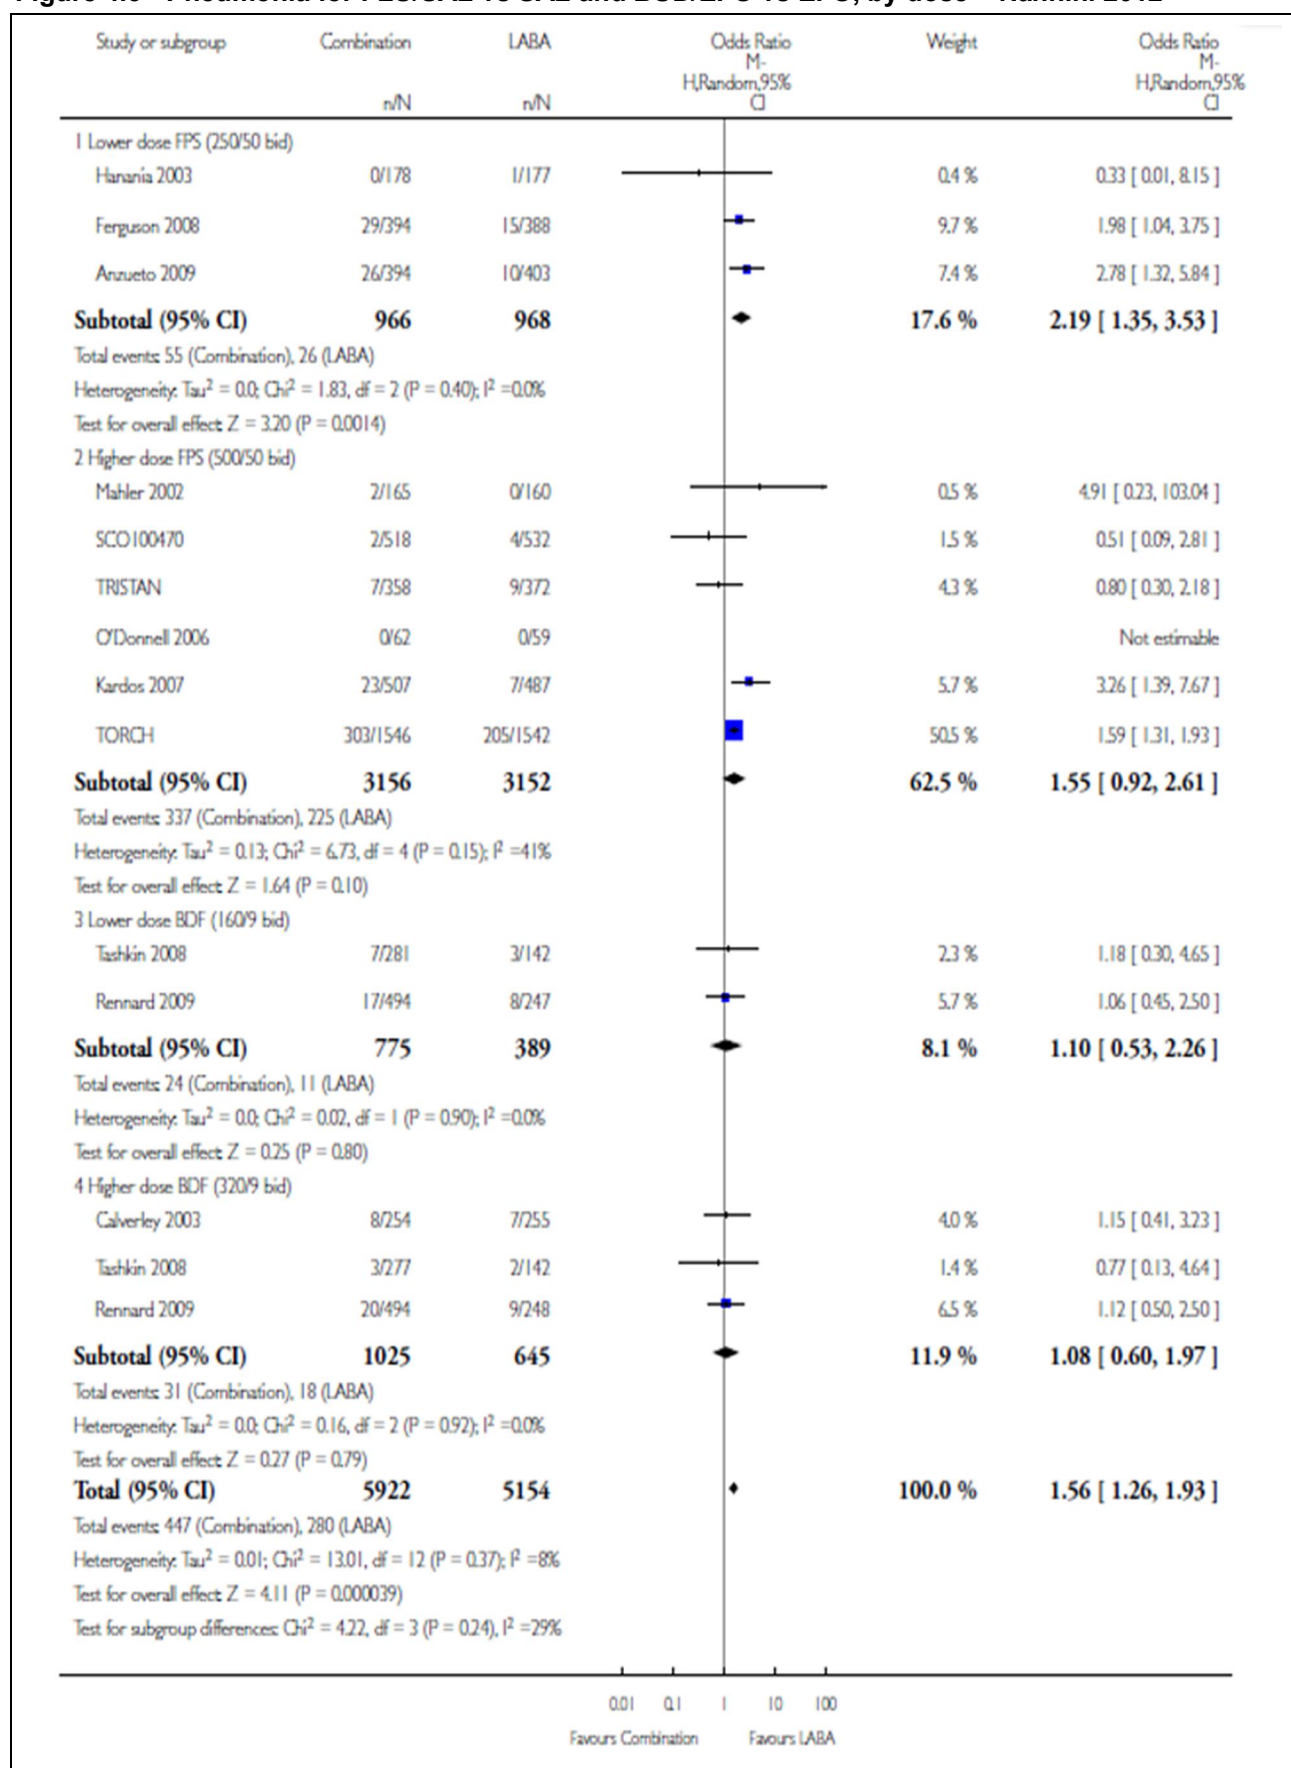 Study or subgroup Combination LABA Odds Ratio Weight Odds Ratio
M- M-
H,Random,95% H,Random,95%
n/N n/N CI CI
1 Lower dose FPS (250/50 bid)
Hanania 2003 0/178 1/177 0.4 % 0.33 [ 0.01, 8.15 ]
Ferguson 2008 29/394 15/388 9.7 % 1.98 [ 1.04, 3.75 ]
Anzueto 2009 26/394 10/403 7.4 % 2.78 [ 1.32, 5.84 ]
Subtotal (95% CI) 966 968 17.6 % 2.19 [ 1.35, 3.53 ]
Total events: 55 (Combination), 26 (LABA)
Heterogeneity: Tau² = 0.0; Chi² = 1.83, df = 2 (P = 0.40); I² =0.0%
Test for overall effect: Z = 3.20 (P = 0.0014)
2 Higher dose FPS (500/50 bid)
Mahler 2002 2/165 0/160 0.5 % 4.91 [ 0.23, 103.04 ]
SCO100470 2/518 4/532 1.5 % 0.51 [ 0.09, 2.81 ]
TRISTAN 7/358 9/372 4.3 % 0.80 [ 0.30, 2.18 ]
O'Donnell 2006 0/62 0/59 Not estimable
Kardos 2007 23/507 7/487 5.7 % 3.26 [ 1.39, 7.67 ]
TORCH 303/1546 205/1542 50.5 % 1.59 [ 1.31, 1.93 ]
Subtotal (95% CI) 3156 3152 62.5 % 1.55 [ 0.92, 2.61 ]
Total events: 337 (Combination), 225 (LABA)
Heterogeneity: Tau² = 0.13; Chi² = 6.73, df = 4 (P = 0.15); I² =41%
Test for overall effect: Z = 1.64 (P = 0.10)
3 Lower dose BDF (160/9 bid)
Tashkin 2008 7/281 3/142 2.3 % 1.18 [ 0.30, 4.65 ]
Rennard 2009 17/494 8/247 5.7 % 1.06 [ 0.45, 2.50 ]
Subtotal (95% CI) 775 389 8.1 % 1.10 [ 0.53, 2.26 ]
Total events: 24 (Combination), 11 (LABA)
Heterogeneity: Tau² = 0.0; Chi² = 0.02, df = 1 (P = 0.90); I² =0.0%
Test for overall effect: Z = 0.25 (P = 0.80)
4 Higher dose BDF (320/9 bid)
Calverley 2003 8/254 7/255 4.0 % 1.15 [ 0.41, 3.23 ]
Tashkin 2008 3/277 2/142 1.4 % 0.77 [ 0.13, 4.64 ]
Rennard 2009 20/494 9/248 6.5 % 1.12 [ 0.50, 2.50 ]
Subtotal (95% CI) 1025 645 11.9 % 1.08 [ 0.60, 1.97 ]
Total events: 31 (Combination), 18 (LABA)
Heterogeneity: Tau² = 0.0; Chi² = 0.16, df = 2 (P = 0.92); I² =0.0%
Test for overall effect: Z = 0.27 (P = 0.79)
Total (95% CI) 5922 5154 100.0 % 1.56 [ 1.26, 1.93 ]
Total events: 447 (Combination), 280 (LABA)
Heterogeneity: Tau² = 0.01; Chi² = 13.01, df = 12 (P = 0.37); I² =8%
Test for overall effect: Z = 4.11 (P = 0.000039)
Test for subgroup differences: Chi² = 4.22, df = 3 (P = 0.24), I² =29%
0.01 0.1 1 10 100
Favours Combination Favours LABA